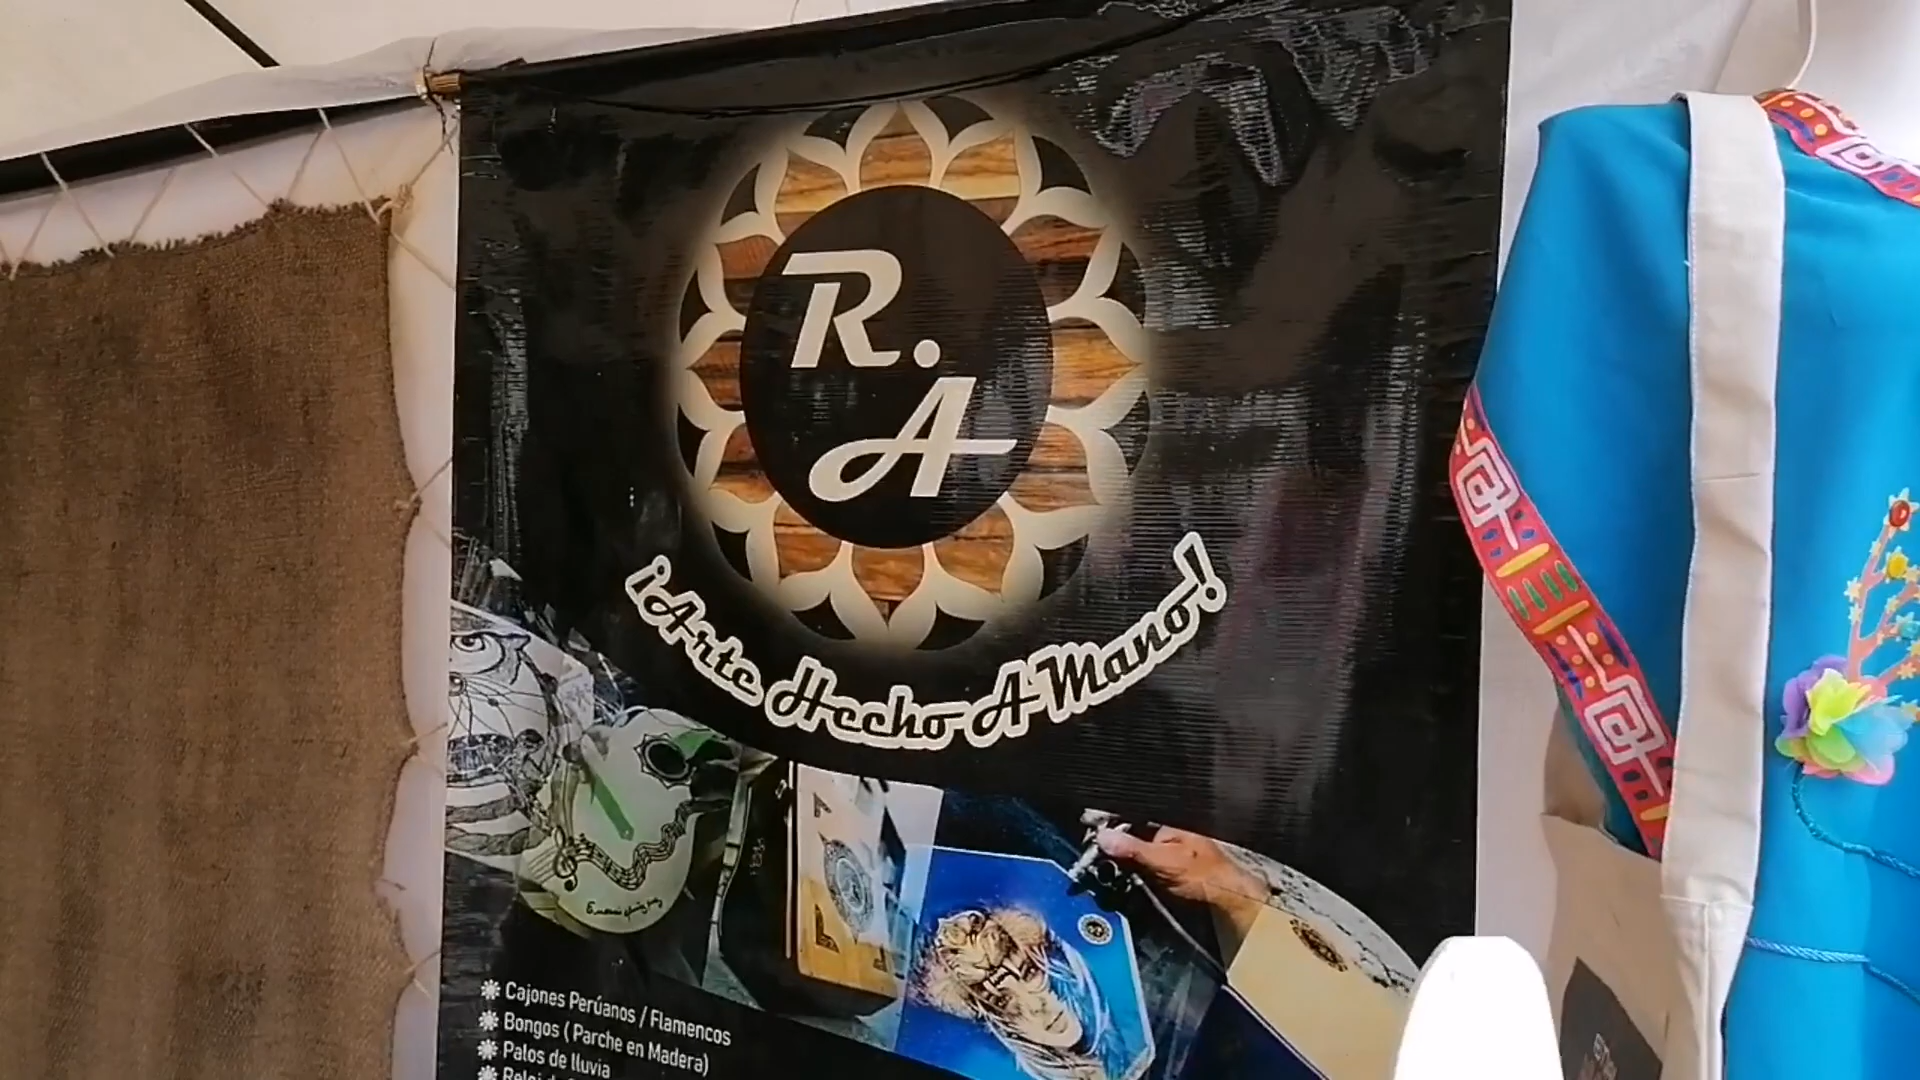 R.
A
¡Arte Hecho A Mano!
Cajones Perúanos / Flamencos
Bongos ( Parche en Madera)
Palos de lluvia